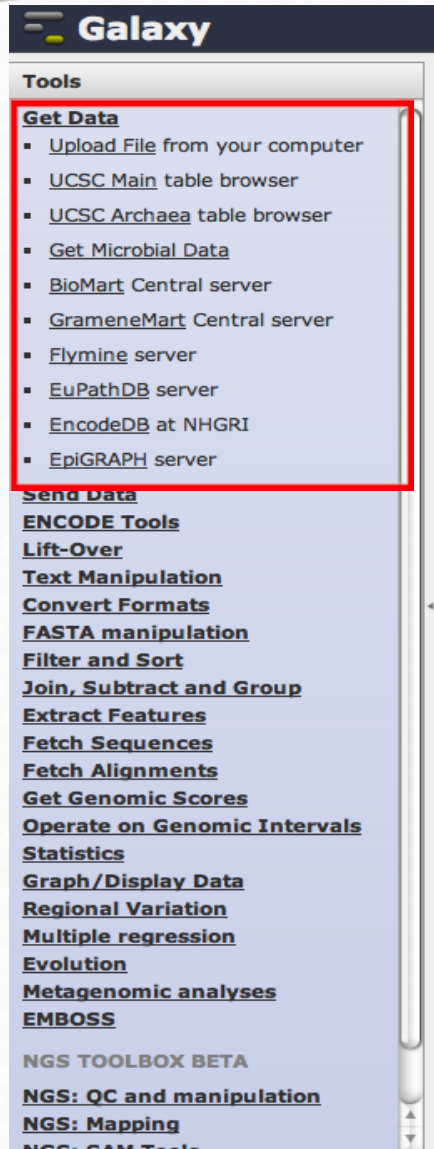 Galaxy
Tools
Get Data
Upload File from your computer
UCSC Main table browser
UCSC Archaea table browser
Get Microbial Data
BioMart Central server
GrameneMart Central server
Flymine server
EuPathDB server
EncodeDB at NHGRI
EpiGRAPH server
Send Data
ENCODE Tools
Lift-Over
Text Manipulation
Convert Formats
FASTA manipulation
Filter and Sort
Join, Subtract and Group
Extract Features
Fetch Sequences
Fetch Alignments
Get Genomic Scores
Operate on Genomic Intervals
Statistics
Graph/Display Data
Regional Variation
Multiple regression
Evolution
Metagenomic analyses
EMBOSS
NGS TOOLBOX BETA
NGS: QC and manipulation
NGS: Mapping
NGS: SAM Tools